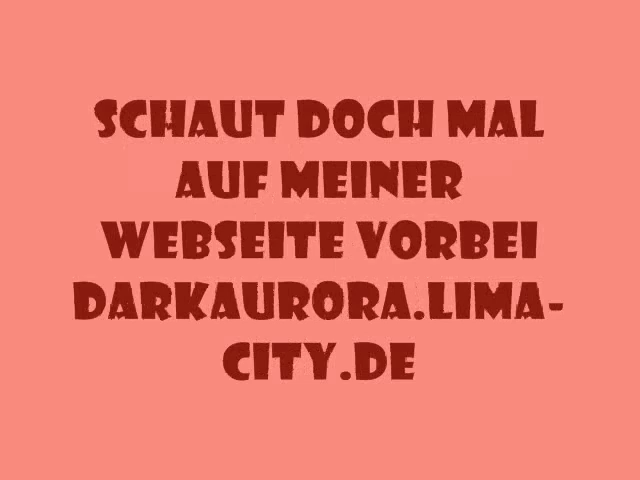 SCHAUT DOCH MAL
AUF MEINER
WEBSEITE VORBEI
DARKAURORA.LIMA-
CITY.DE